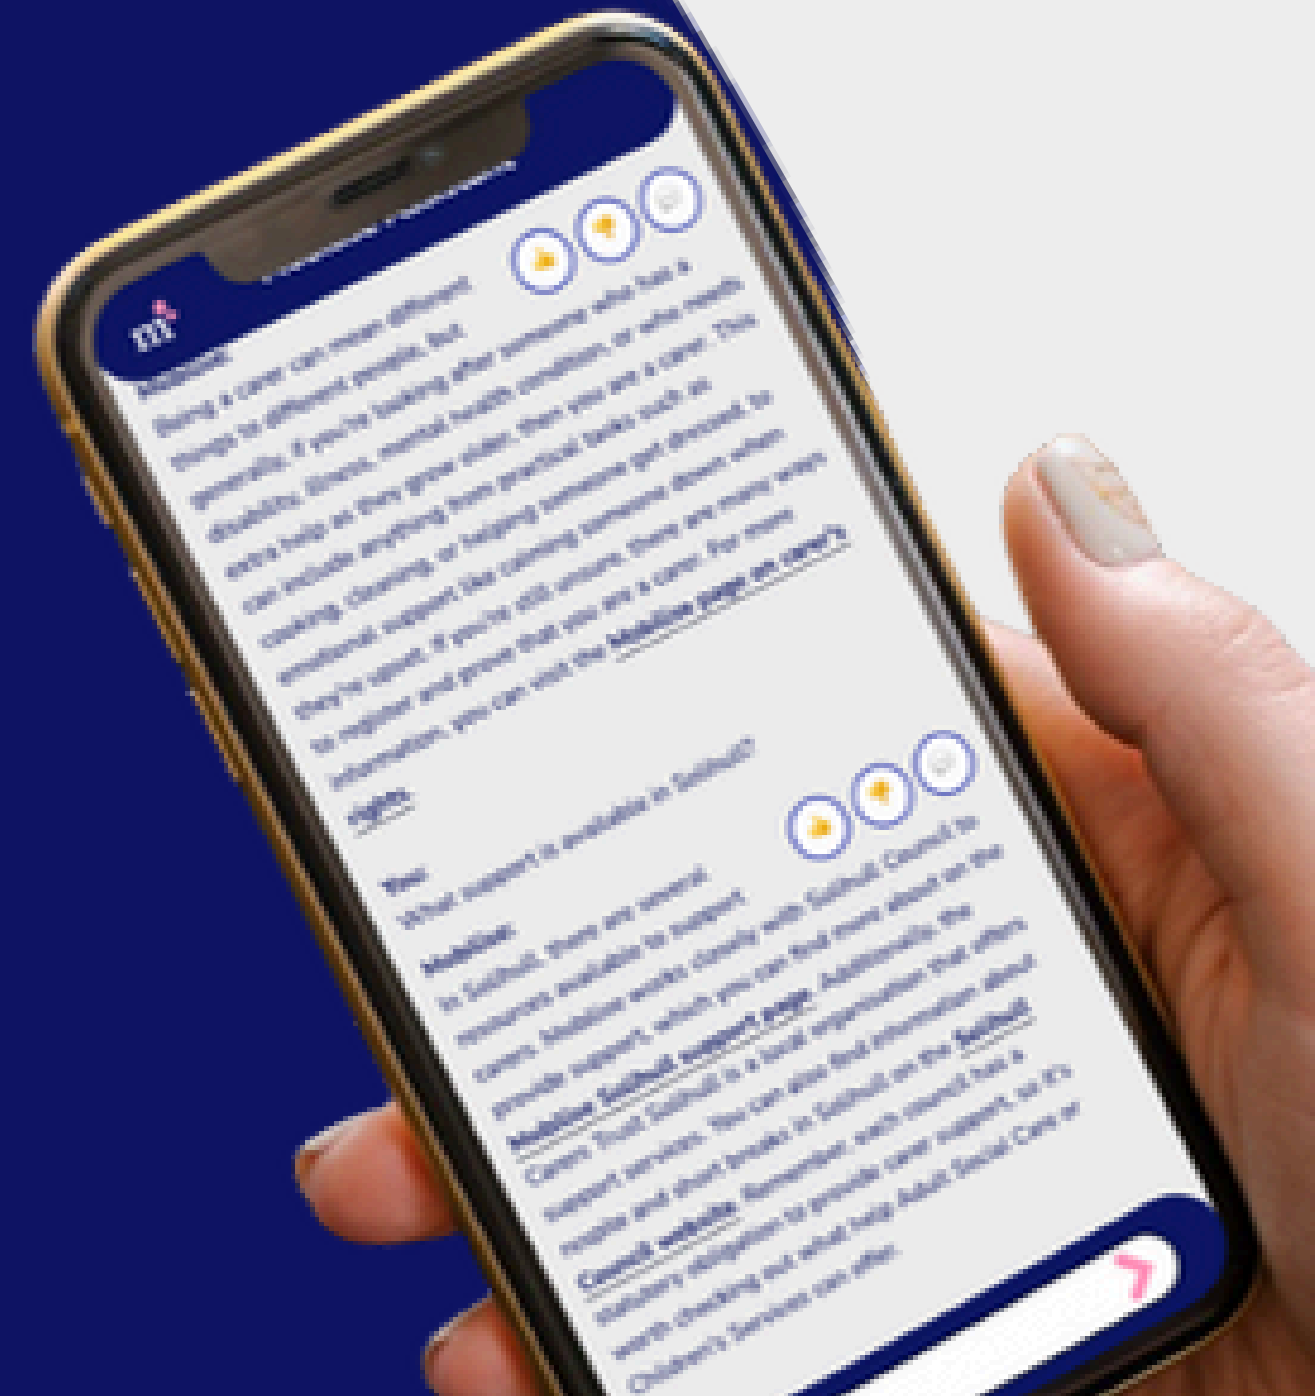 m
Mobilise:
Being a carer can mean different
things to different people, but
generally, if you're looking after someone who has a
disability, illness, mental health condition, or who needs
extra help as they grow older, then you are a carer. This
can include anything from practical tasks such as
cooking, cleaning, or helping someone get dressed, to
emotional support like calming someone down when
they're upset. If you're still unsure, there are many ways
to register and prove that you are a carer. For more
information, you can visit the Mobilise page on carer's
rights.
You:
What support is available in Solihull?
Mobilise:
In Solihull, there are several
resources available to support
carers. Mobilise works closely with Solihull Council to
provide support, which you can find more about on the
Mobilise Solihull support page. Additionally, the
Carers Trust Solihull is a local organisation that offers
support services. You can also find information about
respite and short breaks in Solihull on the Solihull
Council website. Remember, each council has a
statutory obligation to provide carer support, so it's
worth checking out what help Adult Social Care or
Children's Services can offer.